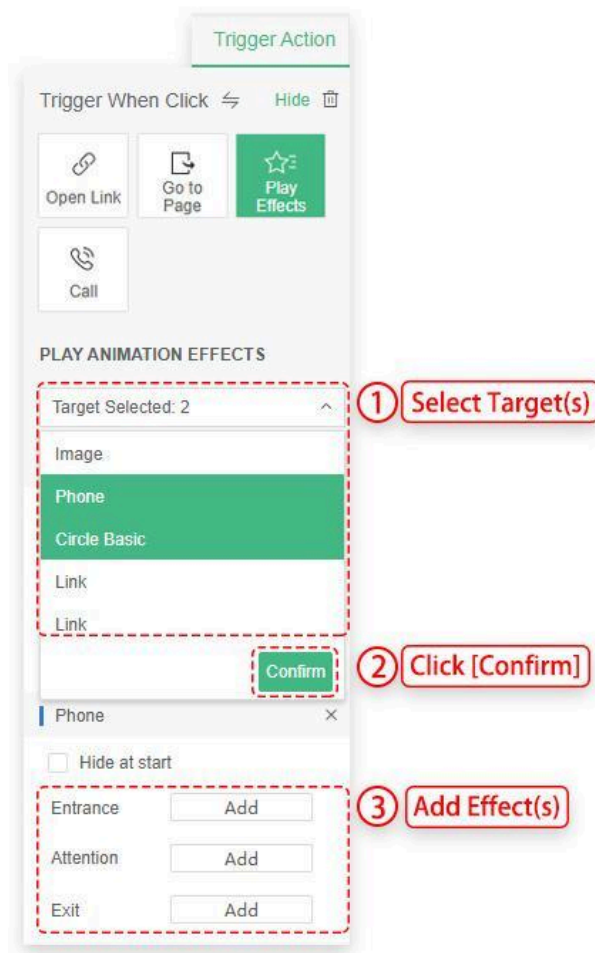 Trigger Action
Trigger When Click
Hide
Open Link
Go to
Page
Play
Effects
Call
PLAY ANIMATION EFFECTS
Target Selected: 2
1 Select Target(s)
Image
Phone
Circle Basic
Link
Link
Confirm
2 Click [Confirm]
Phone
Hide at start
Entrance Add
3 Add Effect(s)
Attention Add
Exit Add